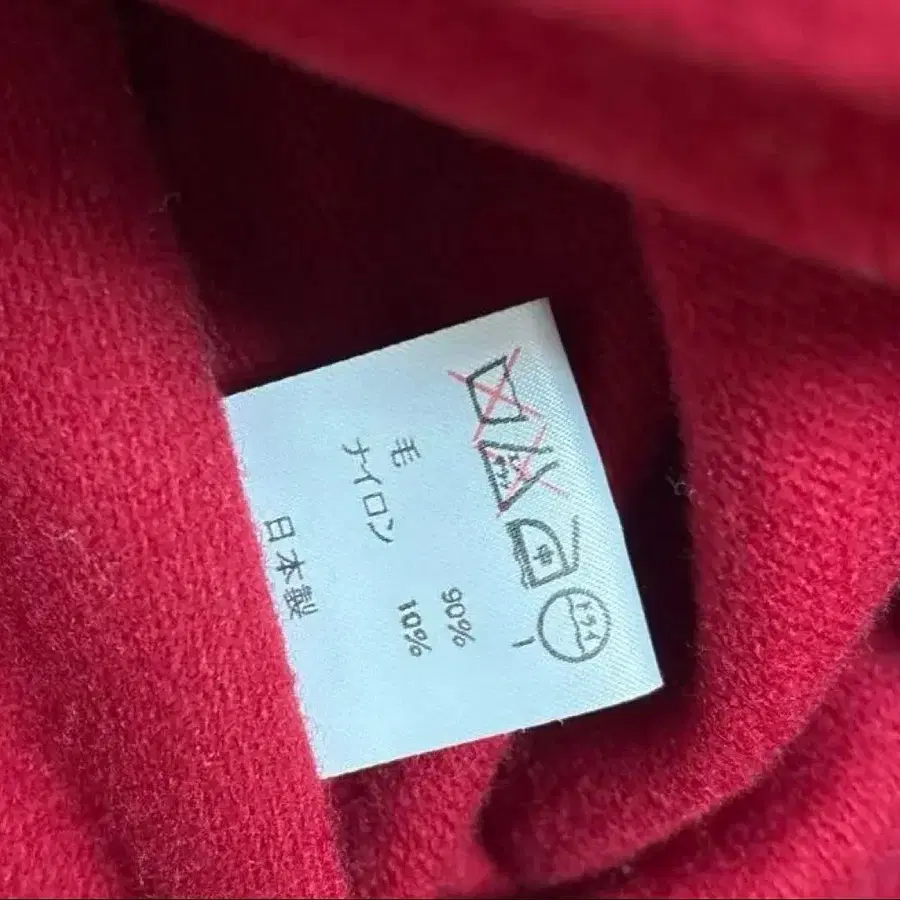 中
ドライ
毛 90%
ナイロン 10%
日本製